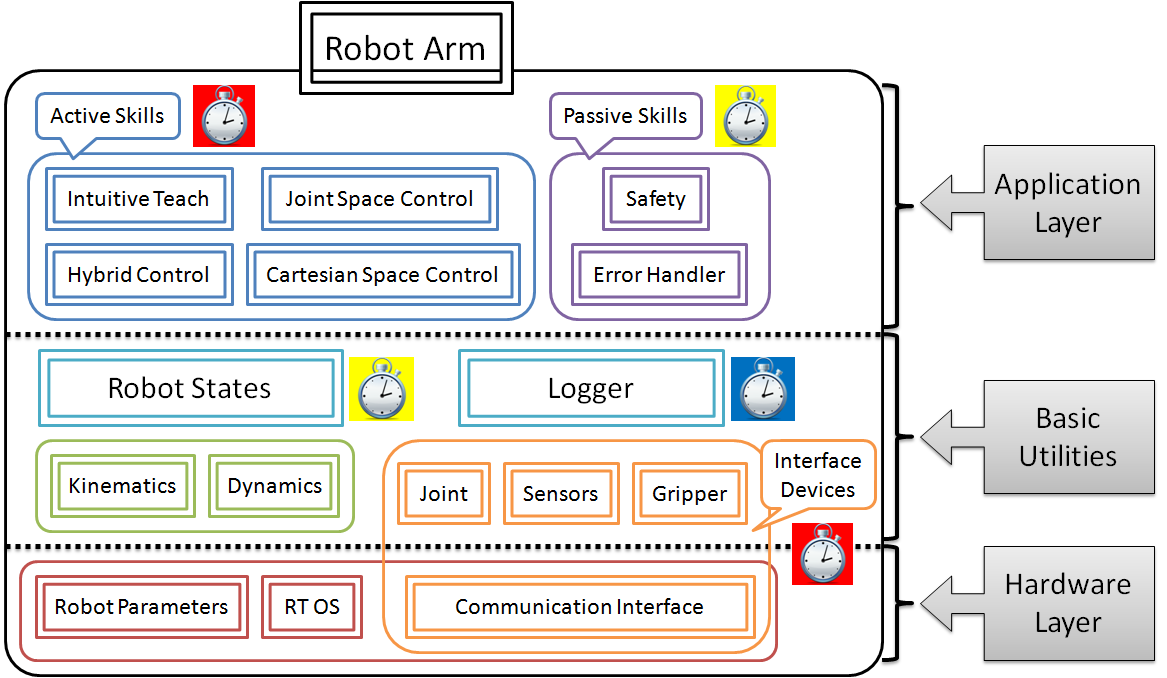 Robot Arm
Active Skills
Passive Skills
Intuitive Teach
Joint Space Control
Safety
Hybrid Control
Cartesian Space Control
Error Handler
Application
Layer
Robot States
Logger
Basic
Utilities
Kinematics
Dynamics
Joint
Sensors
Gripper
Interface
Devices
Robot Parameters
RT OS
Communication Interface
Hardware
Layer